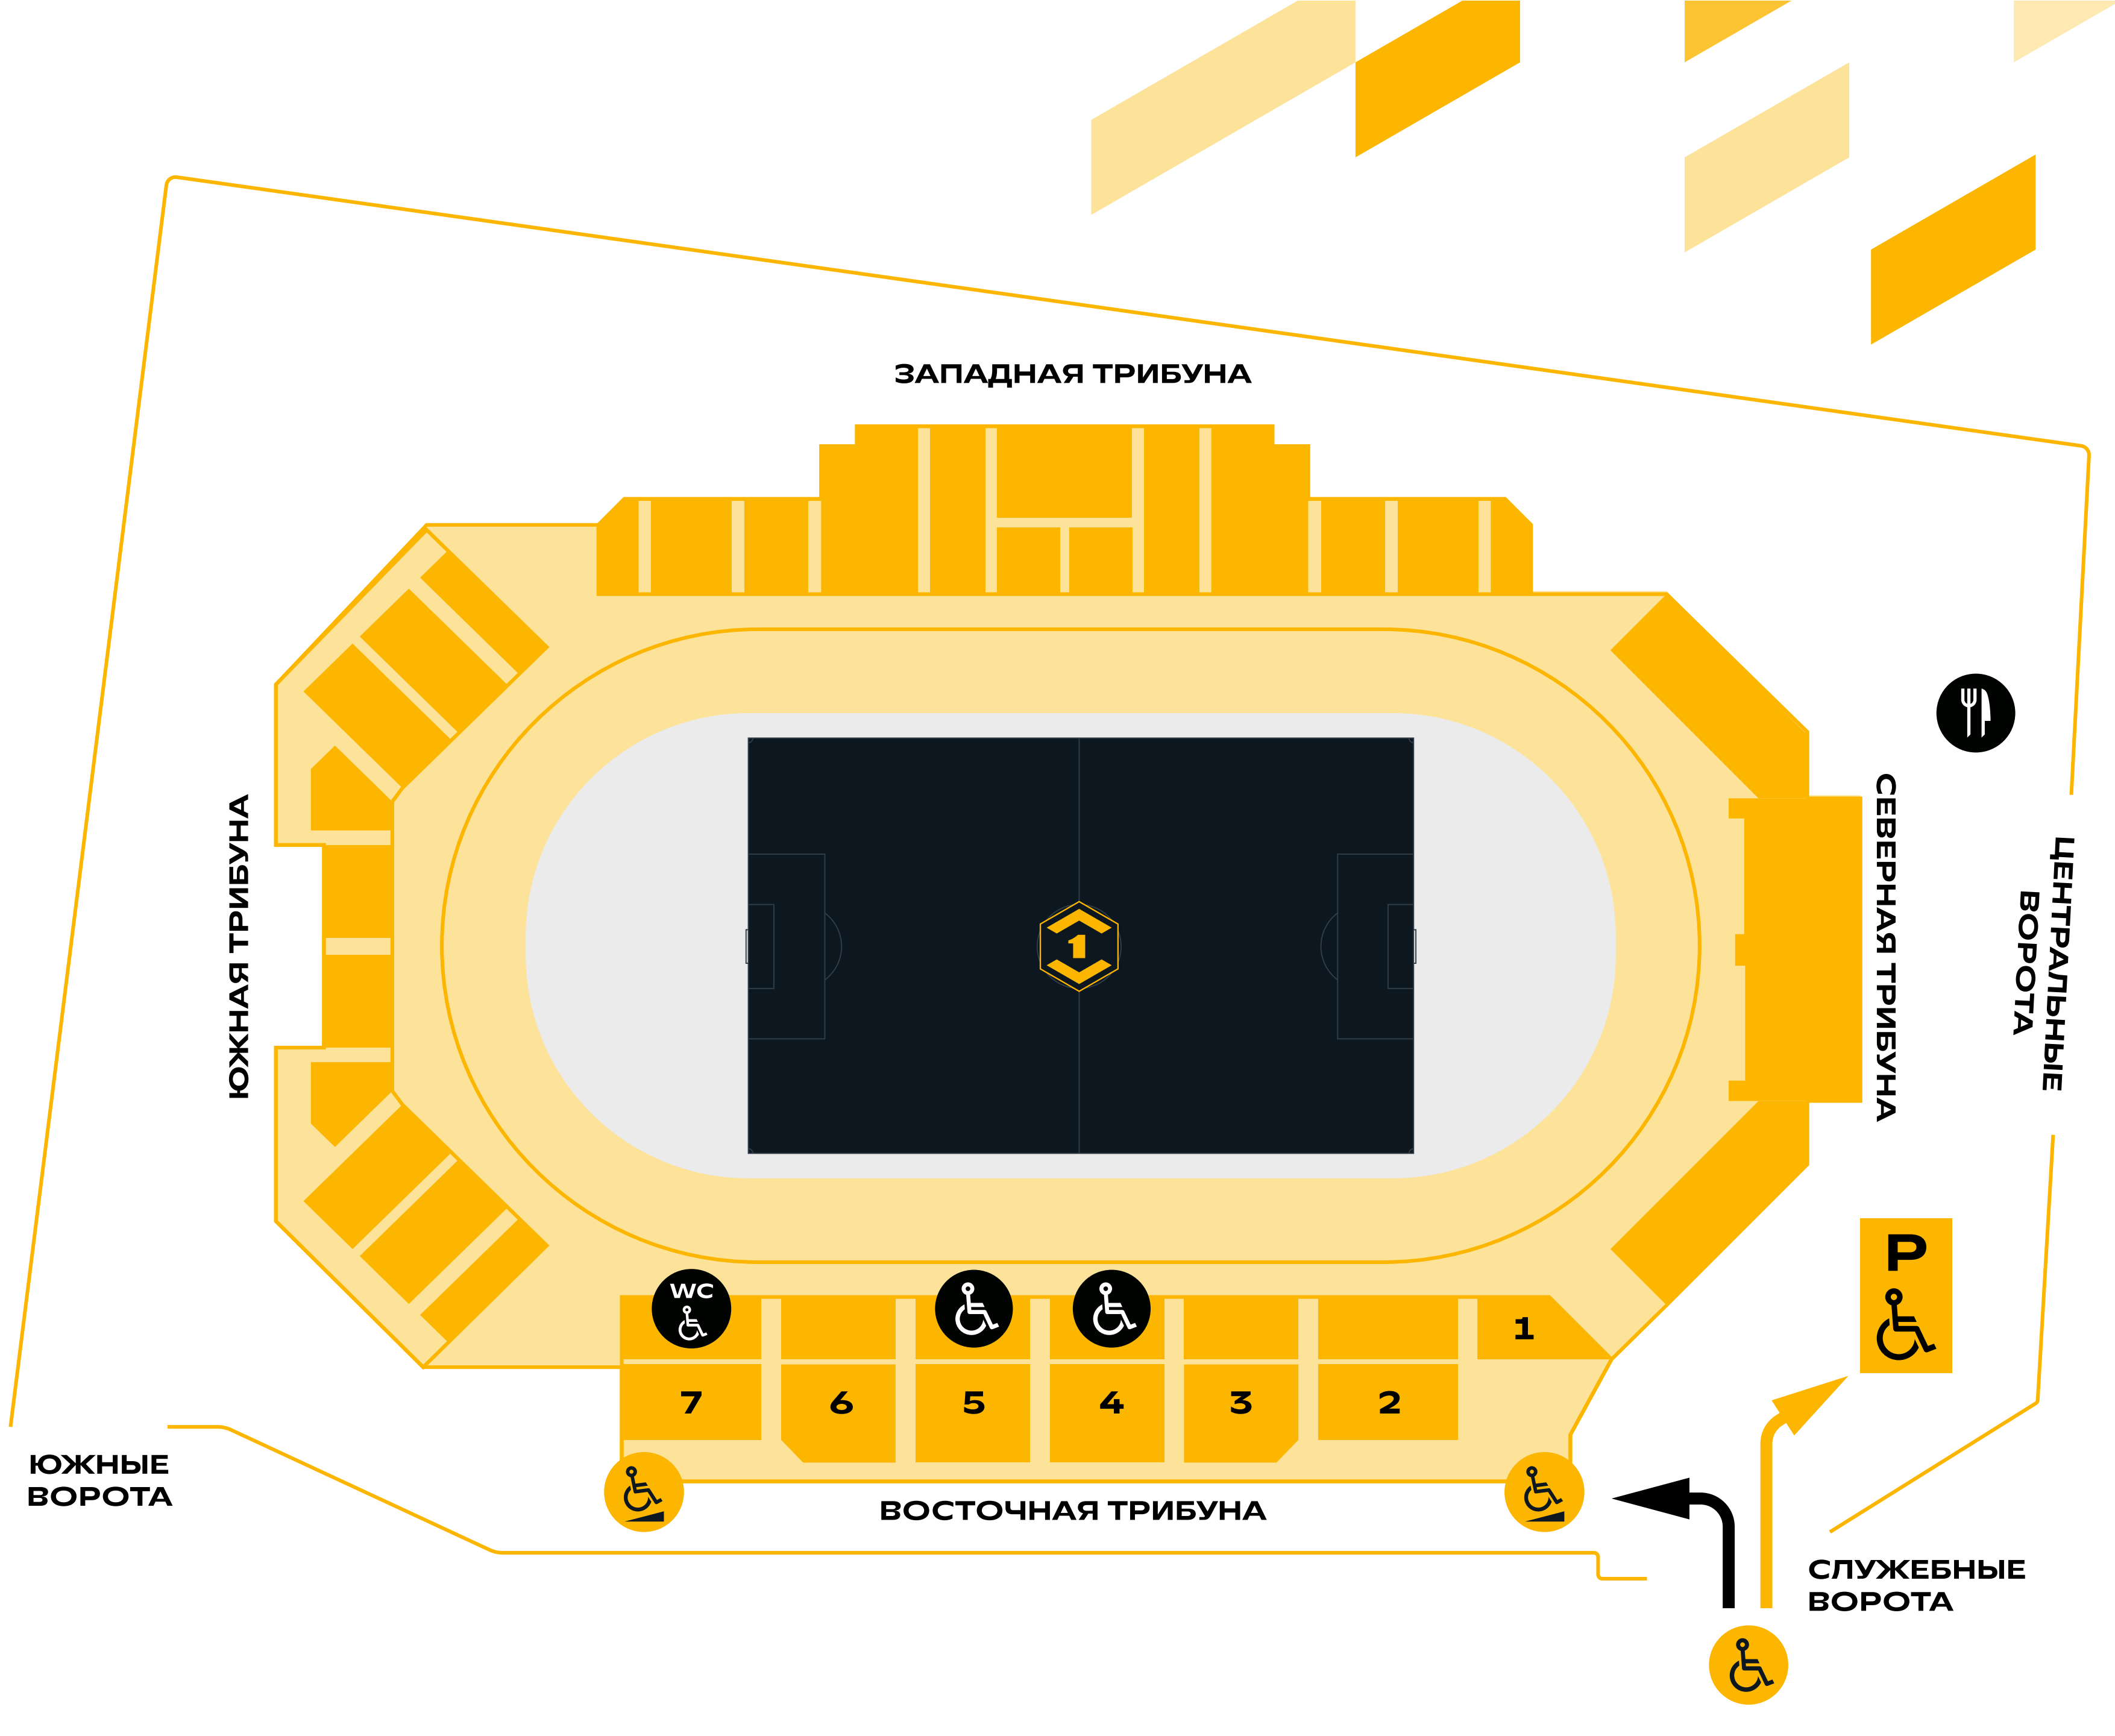 ЗАПАДНАЯ ТРИБУНА
ЮЖНАЯ ТРИБУНА
СЕВЕРНАЯ ТРИБУНА
ЦЕНТРАЛЬНЫЕ
ВОРОТА
1
P
WC
1
7
6
5
4
3
2
ЮЖНЫЕ
ВОРОТА
ВОСТОЧНАЯ ТРИБУНА
СЛУЖЕБНЫЕ
ВОРОТА